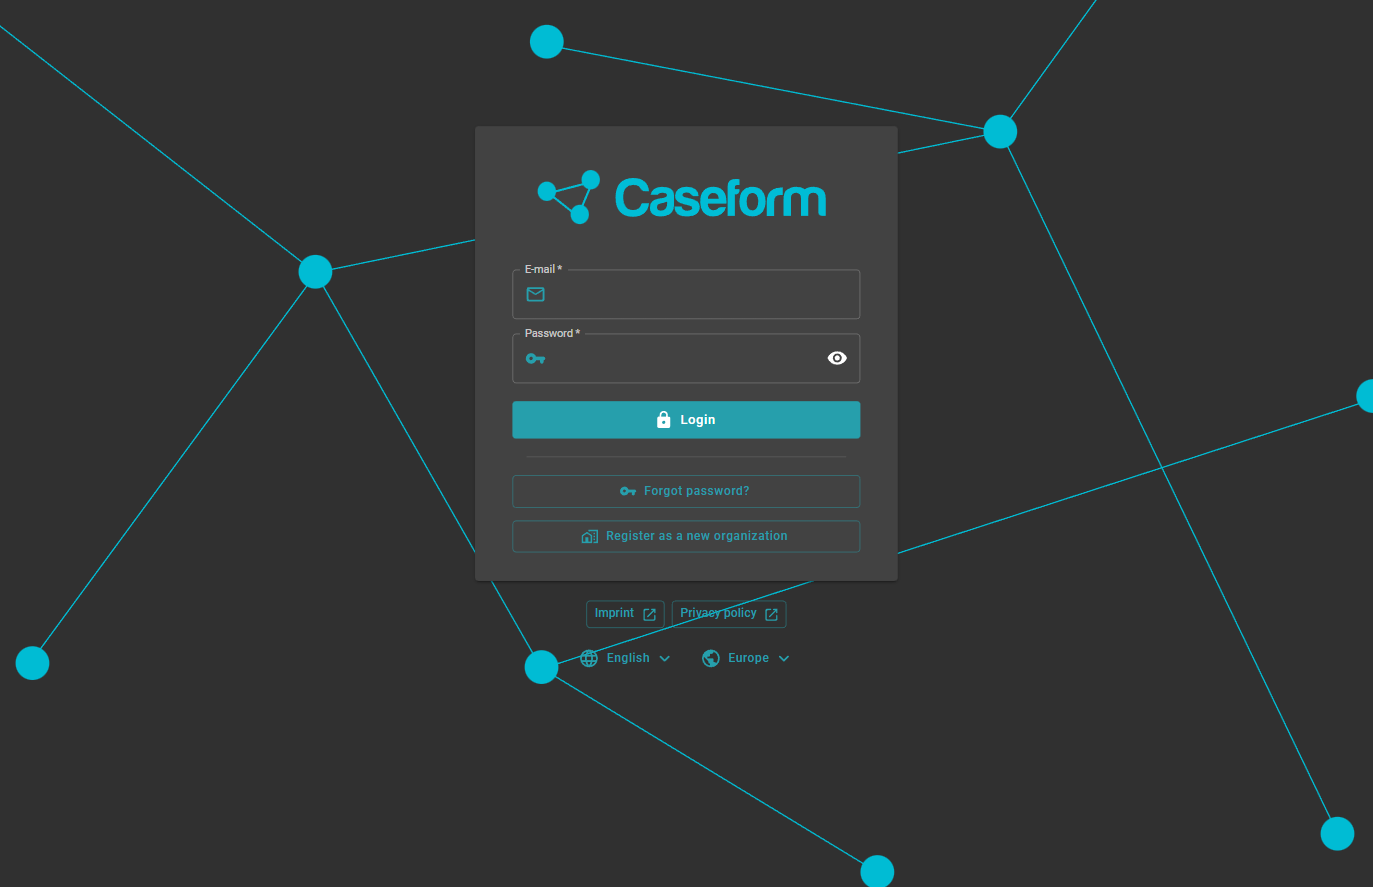 Caseform
E-mail *
Password *
Login
Forgot password?
Register as a new organization
Imprint Privacy policy
English Europe